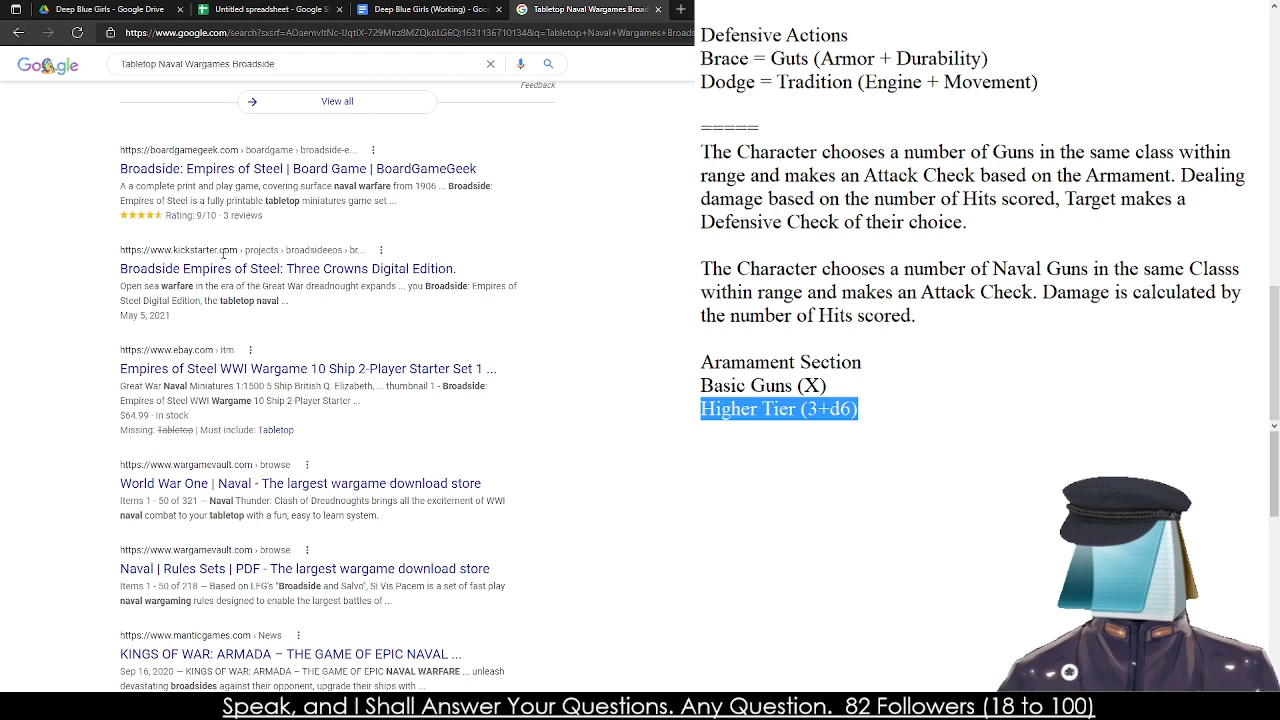 Deep Blue Girls - Google Drive
Untitled spreadsheet - Google S
Deep Blue Girls (Working) - Goo
Tabletop Naval Wargames Broad
https://www.google.com/search?sxsrf=AOaemvItNc-UqtIX-729Mnz8MZQkoLG6Q:1631136710134&q=Tabletop+Naval+Wargames+Broads
Google
Tabletop Naval Wargames Broadside
Feedback
View all
https://boardgamegeek.com › boardgame › broadside-e...
Broadside: Empires of Steel | Board Game | BoardGameGeek
A a complete print and play game, covering surface naval warfare from 1906 ... Broadside:
Empires of Steel is a fully printable tabletop miniatures game set ...
Rating: 9/10 · 3 reviews
https://www.kickstarter.com › projects › broadsideeos › br...
Broadside Empires of Steel: Three Crowns Digital Edition.
Open sea warfare in the era of the Great War dreadnought expands ... you Broadside: Empires of
Steel Digital Edition, the tabletop naval ...
May 5, 2021
https://www.ebay.com › itm
Empires of Steel WWI Wargame 10 Ship 2-Player Starter Set 1 ...
Great War Naval Miniatures 1:1500 5 Ship British Q. Elizabeth, ... thumbnail 1 - Broadside:
Empires of Steel WWI Wargame 10 Ship 2-Player Starter ...
$64.99 · In stock
Missing: Tabletop | Must include: Tabletop
https://www.wargamevault.com › browse
World War One | Naval - The largest wargame download store
Items 1 - 50 of 321 — Naval Thunder: Clash of Dreadnoughts brings all the excitement of WWI
naval combat to your tabletop with a fun, easy to learn system.
https://www.wargamevault.com › browse
Naval | Rules Sets | PDF - The largest wargame download store
Items 1 - 50 of 218 — Based on LFG's "Broadside and Salvo", Si Vis Pacem is a set of fast play
naval wargaming rules designed to enable the largest battles of ...
https://www.manticgames.com › News
KINGS OF WAR: ARMADA – THE GAME OF EPIC NAVAL ...
Sep 16, 2020 — KINGS OF WAR: ARMADA – THE GAME OF EPIC NAVAL WARFARE ... unleash
devastating broadsides against their opponent, upgrade their ships with ...
Defensive Actions
Brace = Guts (Armor + Durability)
Dodge = Tradition (Engine + Movement)
=====
The Character chooses a number of Guns in the same class within
range and makes an Attack Check based on the Armament. Dealing
damage based on the number of Hits scored, Target makes a
Defensive Check of their choice.
The Character chooses a number of Naval Guns in the same Classs
within range and makes an Attack Check. Damage is calculated by
the number of Hits scored.
Aramament Section
Basic Guns (X)
Higher Tier (3+d6)
Speak, and I Shall Answer Your Questions. Any Question. 82 Followers (18 to 100)